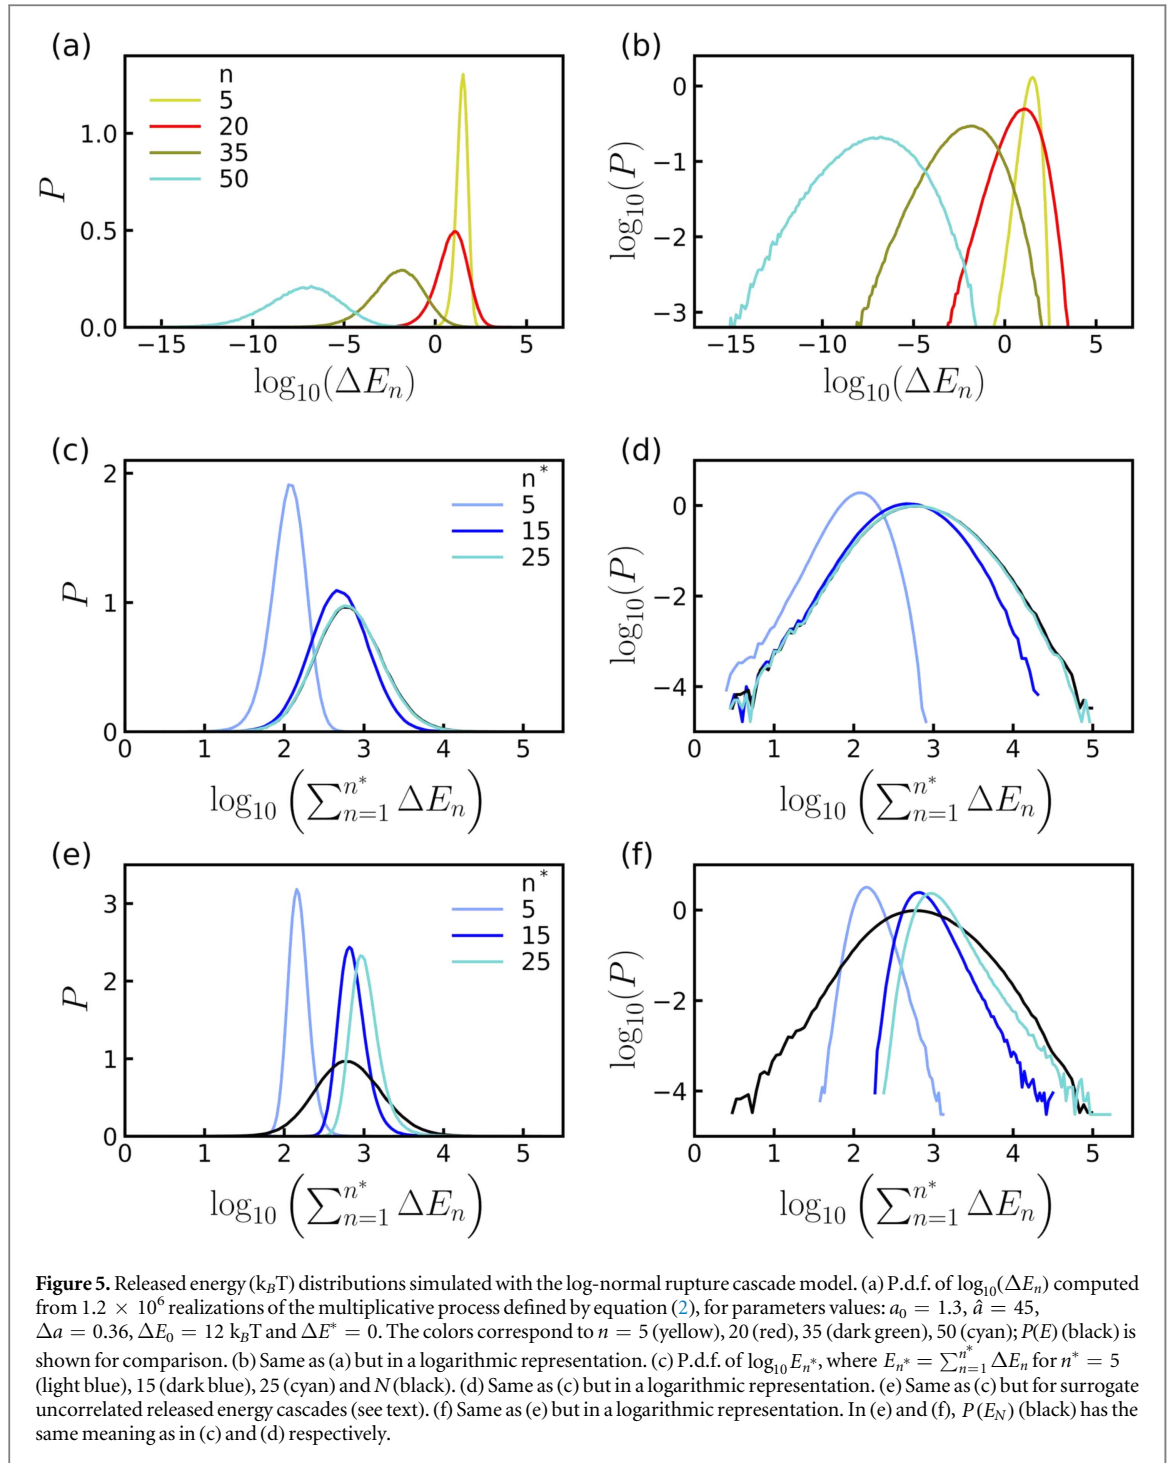 (a)
n
5
20
35
50
P
1.0
0.5
0.0
−15 −10 −5 0 5
log10(ΔEn)
(b)
log10(P)
0
−1
−2
−3
−15 −10 −5 0 5
log10(ΔEn)
(c)
n*
5
15
25
P
2
1
0
0 1 2 3 4 5
log10 (∑n=1n* ΔEn)
(d)
log10(P)
0
−2
−4
0 1 2 3 4 5
log10 (∑n=1n* ΔEn)
(e)
n*
5
15
25
P
3
2
1
0
0 1 2 3 4 5
log10 (∑n=1n* ΔEn)
(f)
log10(P)
0
−2
−4
0 1 2 3 4 5
log10 (∑n=1n* ΔEn)
Figure 5. Released energy (kBT) distributions simulated with the log-normal rupture cascade model. (a) P.d.f. of log10(ΔEn) computed
from 1.2 × 10⁶ realizations of the multiplicative process defined by equation (2), for parameters values: a0 = 1.3, â = 45,
Δa = 0.36, ΔE0 = 12 kBT and ΔE* = 0. The colors correspond to n = 5 (yellow), 20 (red), 35 (dark green), 50 (cyan); P(E) (black) is
shown for comparison. (b) Same as (a) but in a logarithmic representation. (c) P.d.f. of log10 En*, where En* = ∑n=1n* ΔEn for n* = 5
(light blue), 15 (dark blue), 25 (cyan) and N (black). (d) Same as (c) but in a logarithmic representation. (e) Same as (c) but for surrogate
uncorrelated released energy cascades (see text). (f) Same as (e) but in a logarithmic representation. In (e) and (f), P(EN) (black) has the
same meaning as in (c) and (d) respectively.